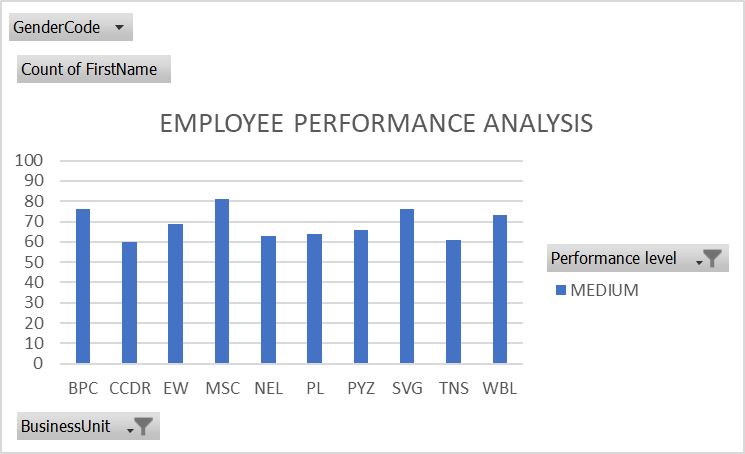 GenderCode
Count of FirstName
EMPLOYEE PERFORMANCE ANALYSIS
100
90
80
70
60
50
40
30
20
10
0
BPC CCDR EW MSC NEL PL PYZ SVG TNS WBL
Performance level
MEDIUM
BusinessUnit